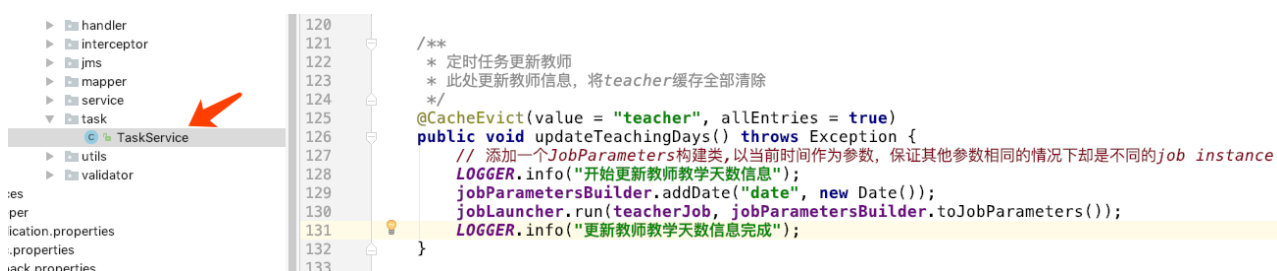 handler
interceptor
jms
mapper
service
task
TaskService
utils
validator
ces
per
lication.properties
.properties
back.properties
120
121 /**
122 * 定时任务更新教师
123 * 此处更新教师信息，将teacher缓存全部清除
124 */
125 @CacheEvict(value = "teacher", allEntries = true)
126 public void updateTeachingDays() throws Exception {
127 // 添加一个JobParameters构建类,以当前时间作为参数，保证其他参数相同的情况下却是不同的job instance
128 LOGGER.info("开始更新教师教学天数信息");
129 jobParametersBuilder.addDate("date", new Date());
130 jobLauncher.run(teacherJob, jobParametersBuilder.toJobParameters());
131 LOGGER.info("更新教师教学天数信息完成");
132 }
133